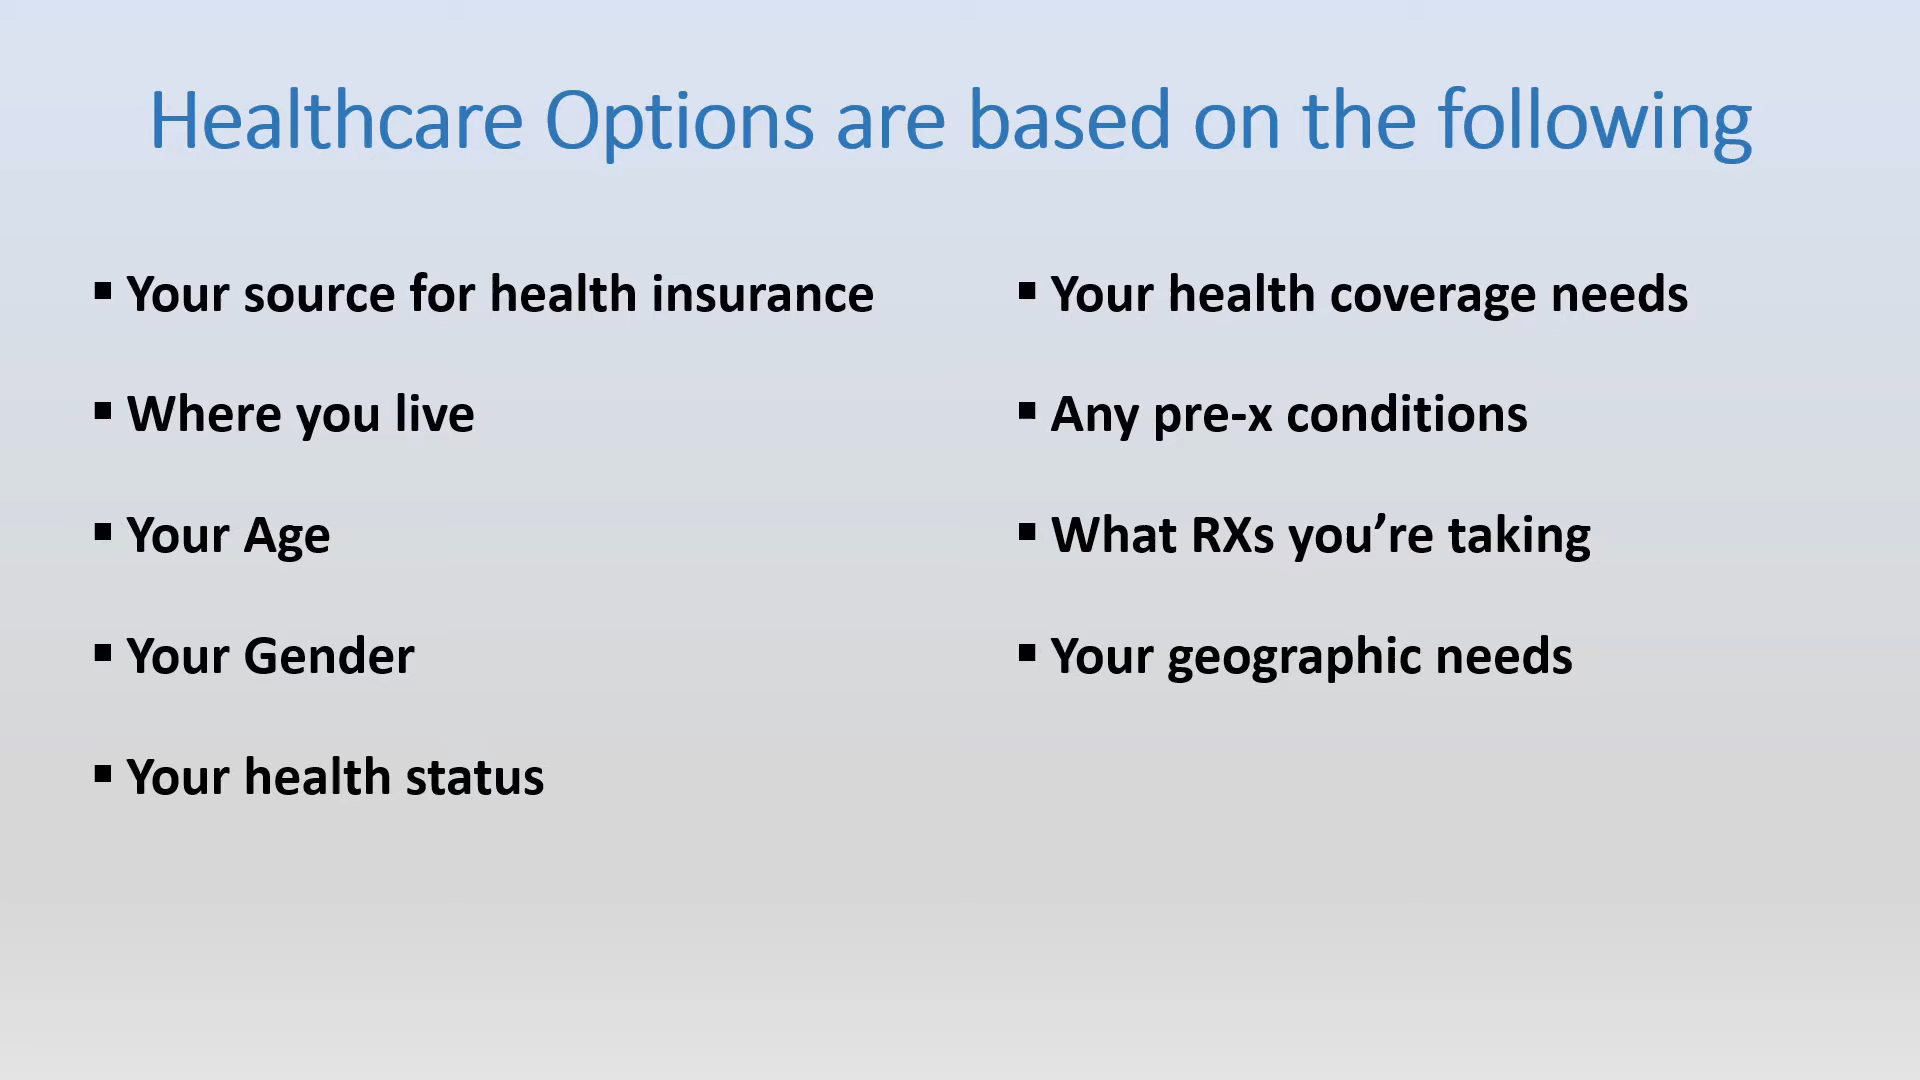 Healthcare Options are based on the following
▪ Your source for health insurance
▪ Where you live
▪ Your Age
▪ Your Gender
▪ Your health status
▪ Your health coverage needs
▪ Any pre-x conditions
▪ What RXs you’re taking
▪ Your geographic needs